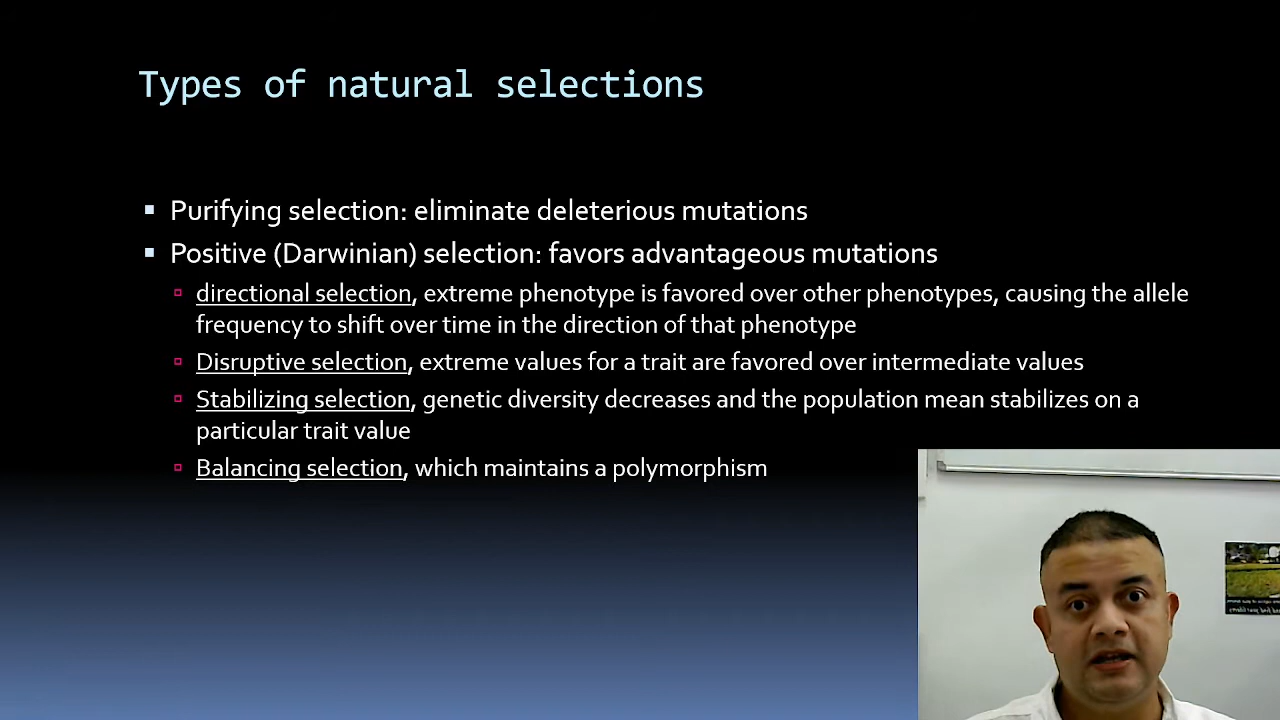 Types of natural selections
Purifying selection: eliminate deleterious mutations
Positive (Darwinian) selection: favors advantageous mutations
directional selection, extreme phenotype is favored over other phenotypes, causing the allele
frequency to shift over time in the direction of that phenotype
Disruptive selection, extreme values for a trait are favored over intermediate values
Stabilizing selection, genetic diversity decreases and the population mean stabilizes on a
particular trait value
Balancing selection, which maintains a polymorphism